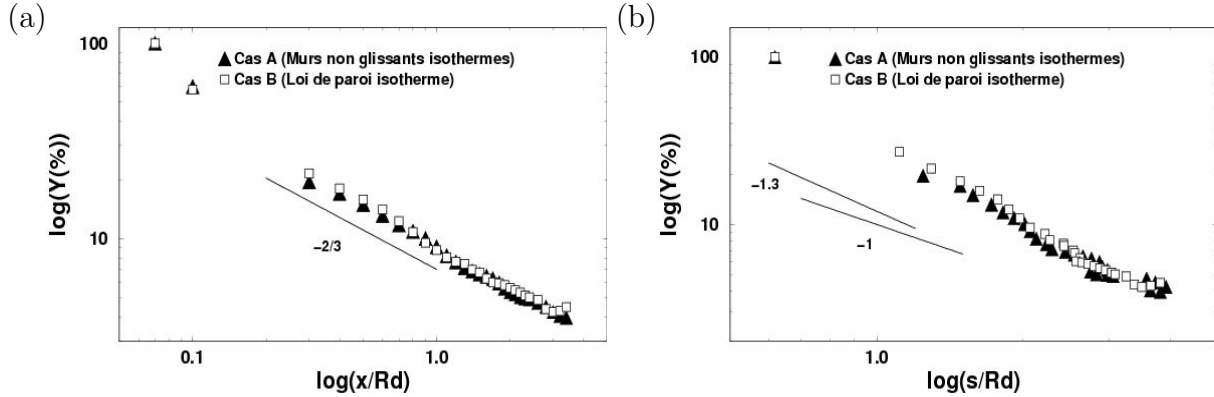 (a)
100
10
log(Y(%))
Cas A (Murs non glissants isothermes)
Cas B (Loi de paroi isotherme)
−2/3
0.1
1.0
log(x/Rd)
(b)
100
10
log(Y(%))
Cas A (Murs non glissants isothermes)
Cas B (Loi de paroi isotherme)
−1.3
−1
1.0
log(s/Rd)